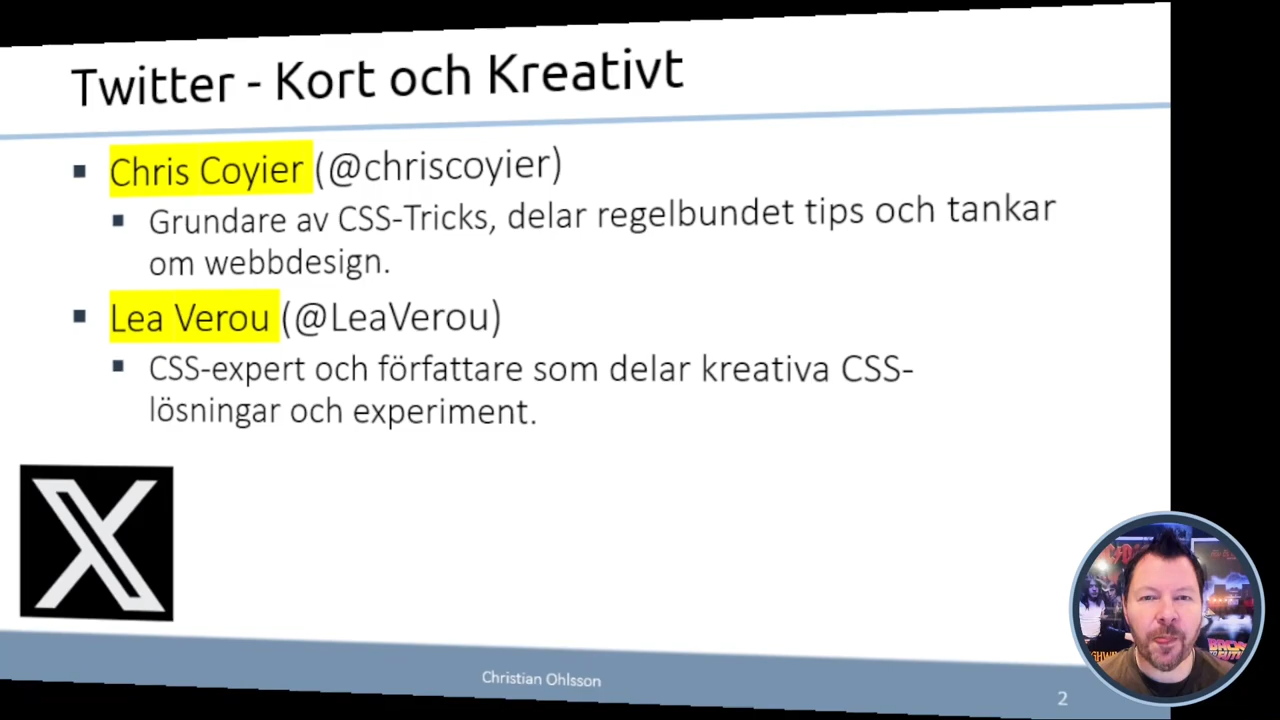 Twitter - Kort och Kreativt
Chris Coyier (@chriscoyier)
Grundare av CSS-Tricks, delar regelbundet tips och tankar
om webbdesign.
Lea Verou (@LeaVerou)
CSS-expert och författare som delar kreativa CSS-
lösningar och experiment.
X
Christian Ohlsson
2